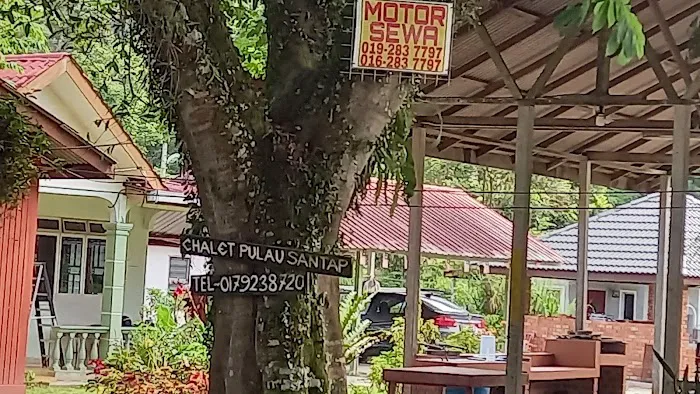 MOTOR
SEWA
019-283 7797
016-283 7797
CHALET PULAU SANTAP
TEL-0179238720